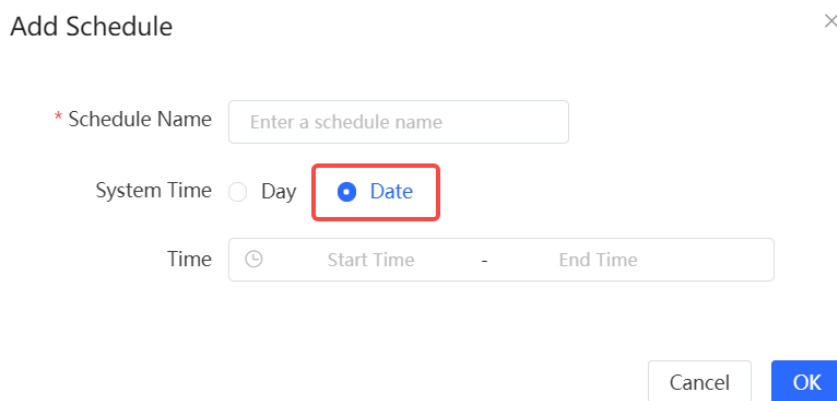 Add Schedule
* Schedule Name Enter a schedule name
System Time Day Date
Time Start Time - End Time
Cancel OK